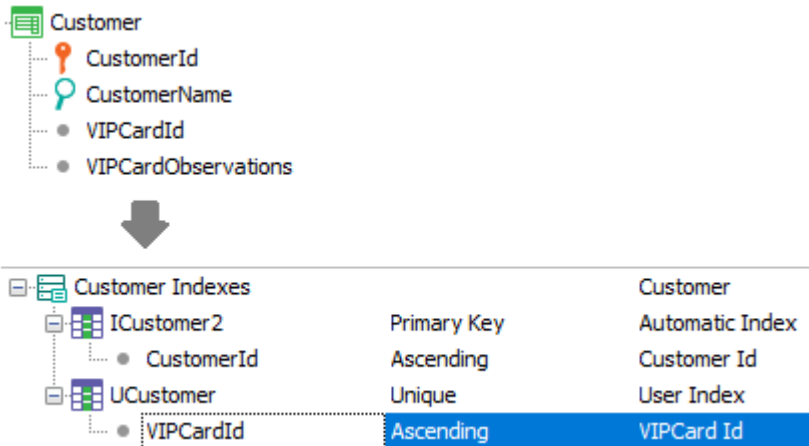 Customer
CustomerId
CustomerName
VIPCardId
VIPCardObservations
Customer Indexes Customer
ICustomer2 Primary Key Automatic Index
CustomerId Ascending Customer Id
UCustomer Unique User Index
VIPCardId Ascending VIPCard Id